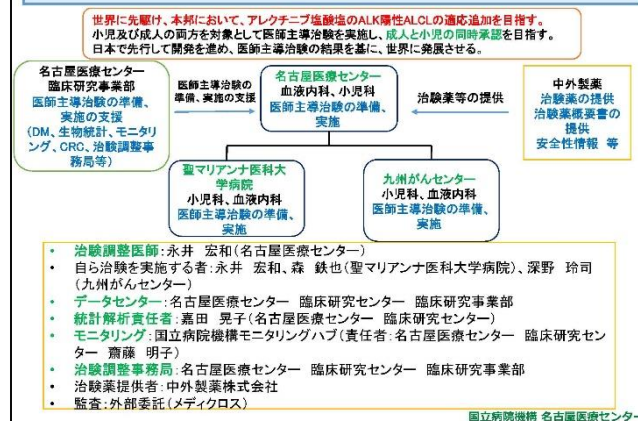 世界に先駆け、本邦において、アレクチニブ塩酸塩のALK陽性ALCLの適応追加を目指す。
小児及び成人の両方を対象として医師主導治験を実施し、成人と小児の同時承認を目指す。
日本で先行して開発を進め、医師主導治験の結果を基に、世界に発展させる。
名古屋医療センター
臨床研究事業部
医師主導治験の準備、
実施の支援
(DM、生物統計、モニタリ
ング、CRC、治験調整事
務局等)
医師主導治験の
準備、実施の支援
名古屋医療センター
血液内科、小児科
医師主導治験の準備、
実施
治験薬等の提供
中外製薬
治験薬の提供
治験薬概要書の
提供
安全性情報 等
聖マリアンナ医科大
学病院
小児科、血液内科
医師主導治験の準備、
実施
九州がんセンター
小児科、血液内科
医師主導治験の準備、
実施
• 治験調整医師:永井 宏和(名古屋医療センター)
• 自ら治験を実施する者:永井 宏和、森 鉄也(聖マリアンナ医科大学病院)、深野 玲司
(九州がんセンター)
• データセンター:名古屋医療センター 臨床研究センター 臨床研究事業部
• 統計解析責任者:嘉田 晃子(名古屋医療センター 臨床研究センター)
• モニタリング:国立病院機構モニタリングハブ(責任者:名古屋医療センター 臨床研究セン
ター 齋藤 明子)
• 治験調整事務局:名古屋医療センター 臨床研究センター 臨床研究事業部
• 治験薬提供者:中外製薬株式会社
• 監査:外部委託(メディクロス)
国立病院機構 名古屋医療センター